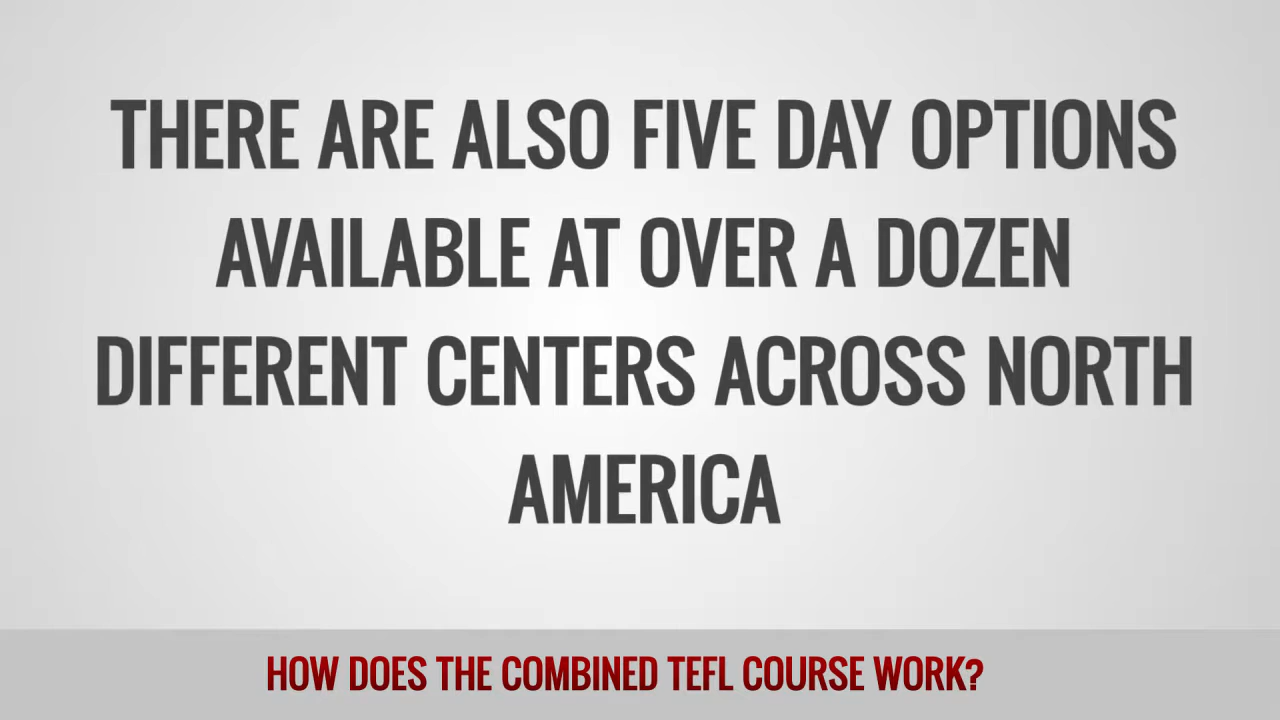 THERE ARE ALSO FIVE DAY OPTIONS
AVAILABLE AT OVER A DOZEN
DIFFERENT CENTERS ACROSS NORTH
AMERICA
HOW DOES THE COMBINED TEFL COURSE WORK?